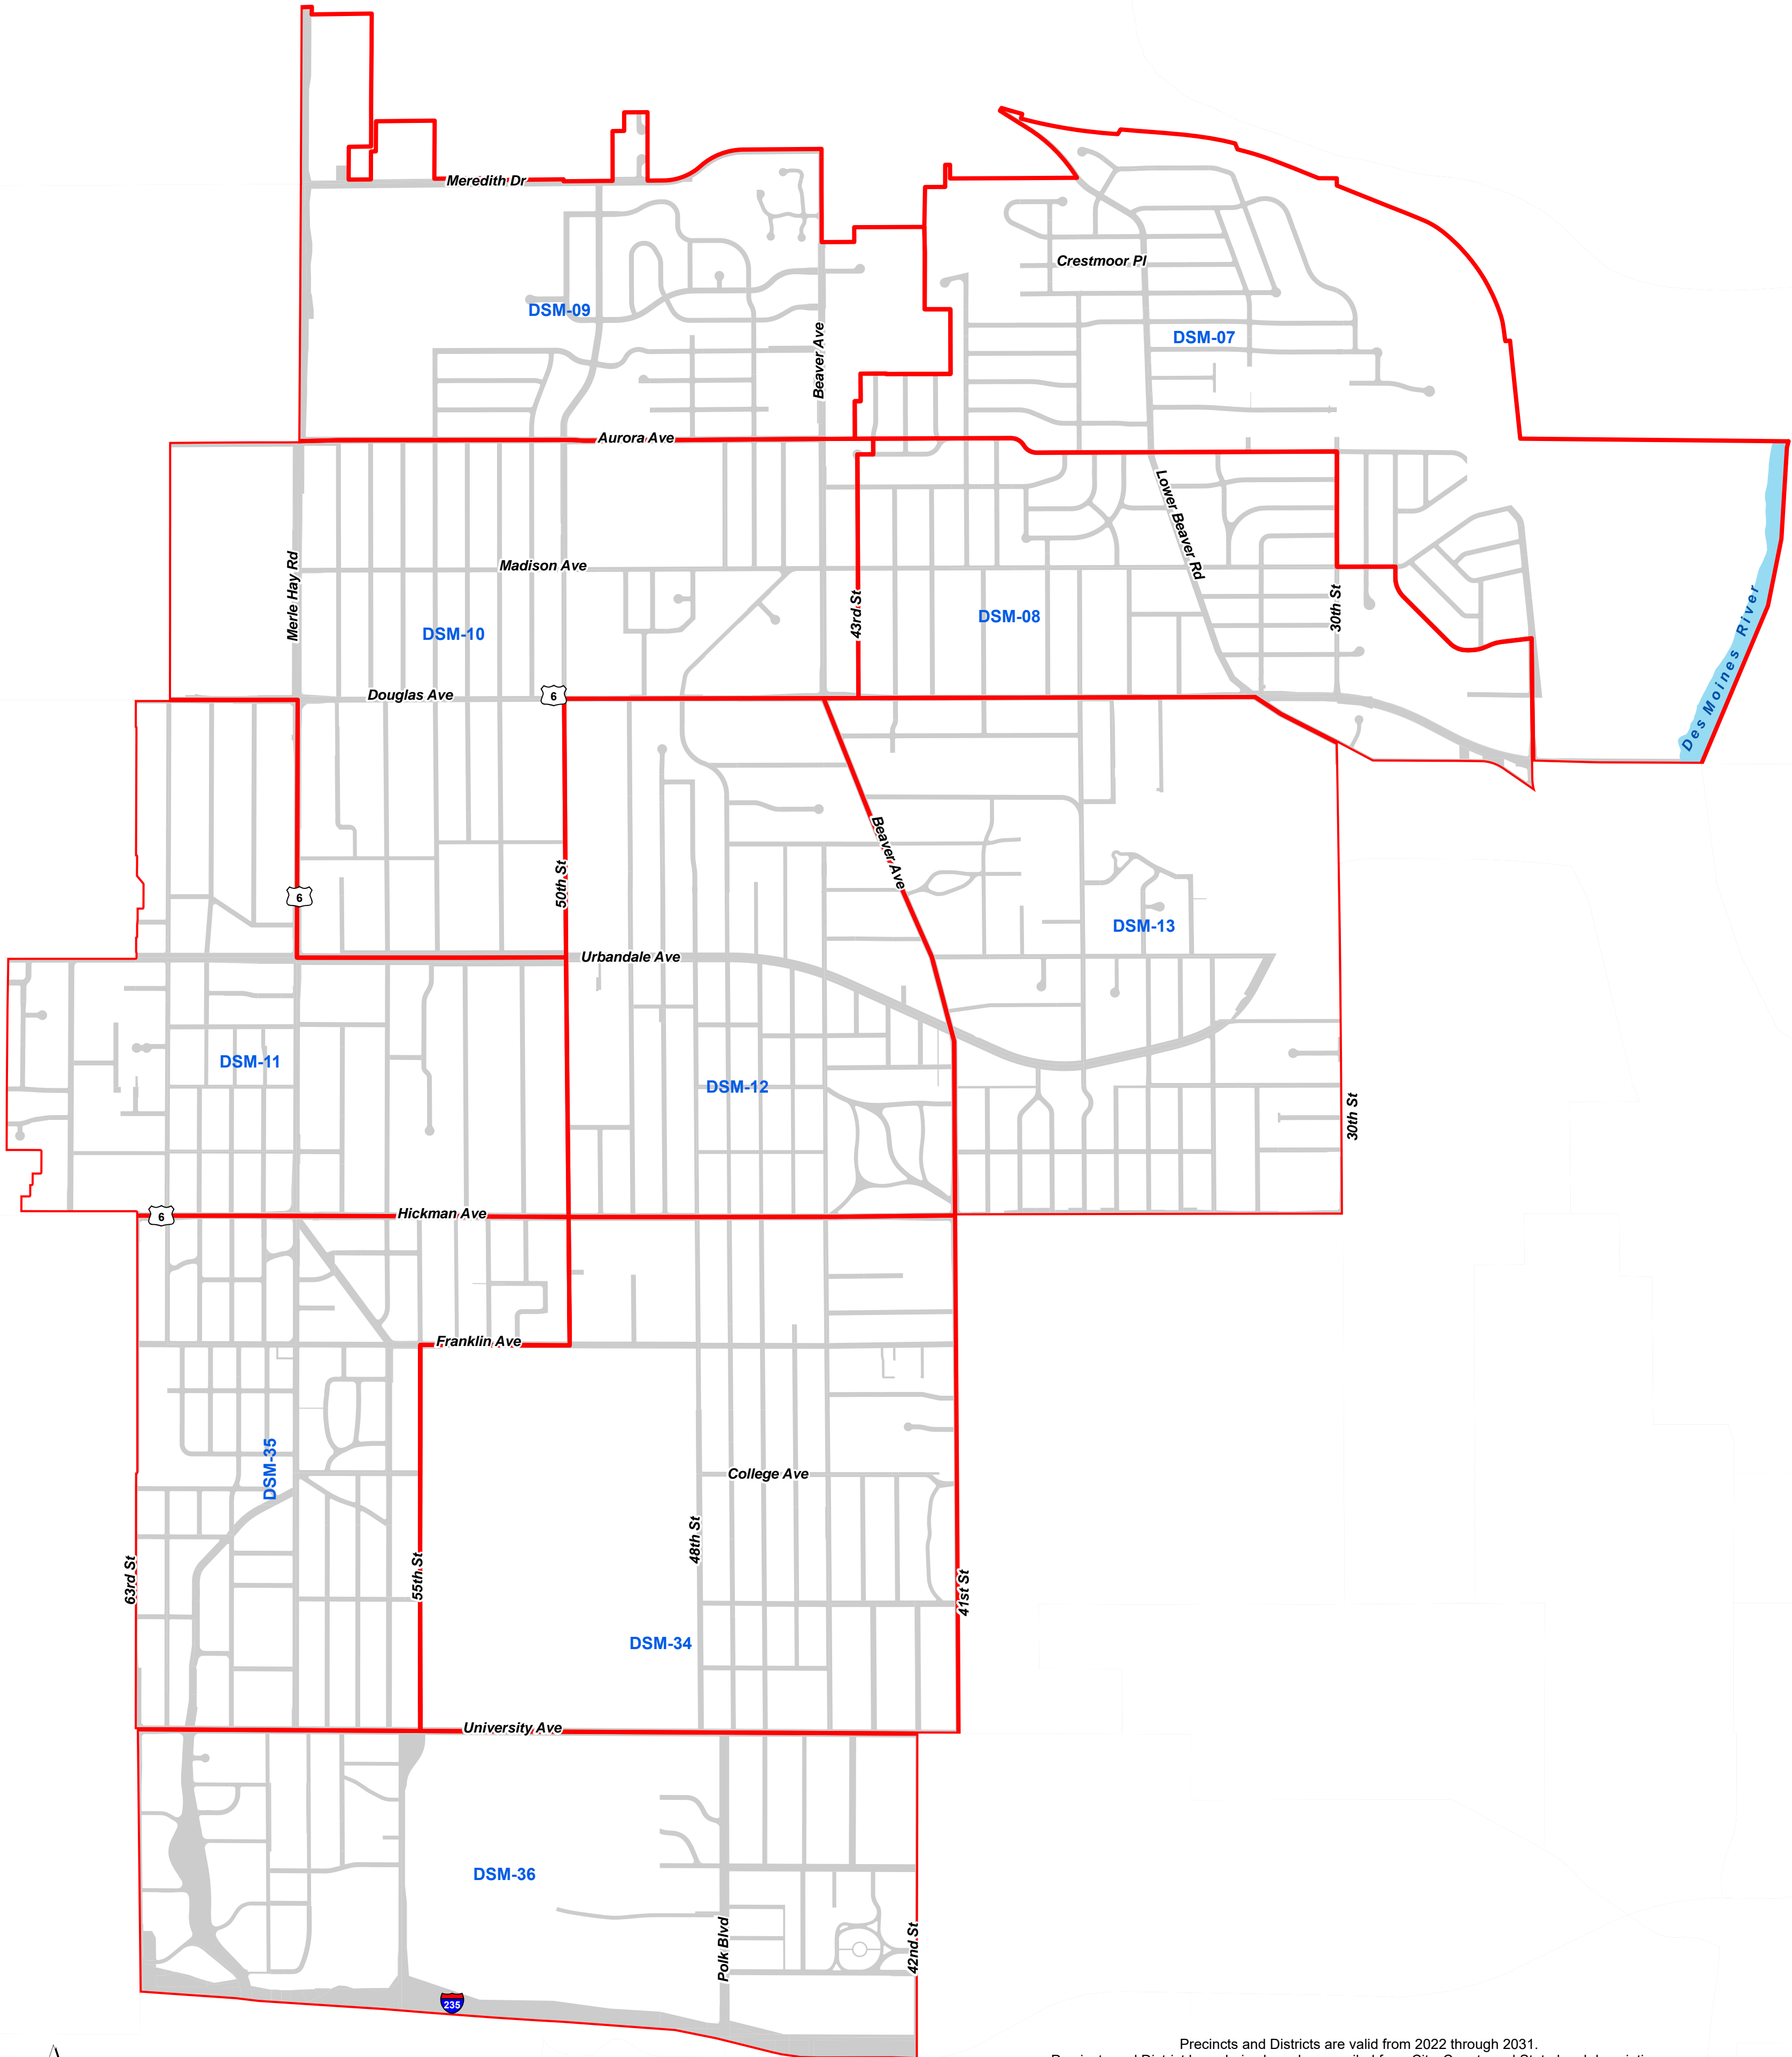 Meredith Dr
Crestmoor Pl
DSM-09
DSM-07
Beaver Ave
Aurora Ave
Lower Beaver Rd
Merle Hay Rd
Madison Ave
43rd St
30th St
DSM-08
DSM-10
Des Moines River
Douglas Ave
6
Beaver Ave
50th St
6
DSM-13
Urbandale Ave
DSM-11
DSM-12
30th St
Hickman Ave
6
Franklin Ave
DSM-35
College Ave
48th St
63rd St
55th St
41st St
DSM-34
University Ave
DSM-36
Polk Blvd
42nd St
235
Precincts and Districts are valid from 2022 through 2031.